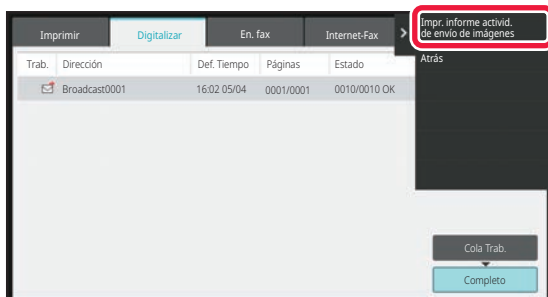 Imprimir
Digitalizar
En. fax
Internet-Fax
Impr. informe activid.
de envío de imágenes
Atrás
Trab. Dirección Def. Tiempo Páginas Estado
Broadcast0001 16:02 05/04 0001/0001 0010/0010 OK
Cola Trab.
Completo